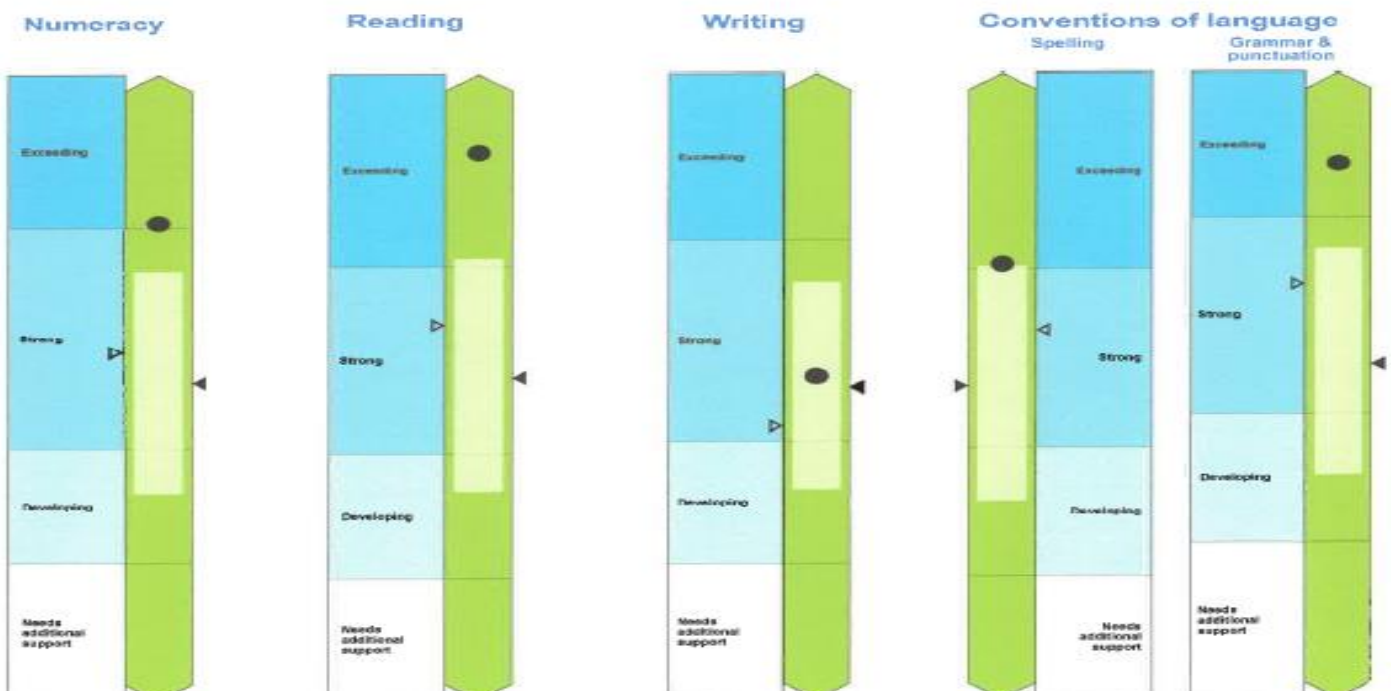 Numeracy
Exceeding
Strong
Developing
Needs
additional
support
Reading
Exceeding
Strong
Developing
Needs
additional
support
Writing
Exceeding
Strong
Developing
Needs
additional
support
Conventions of language
Spelling
Exceeding
Strong
Developing
Needs
additional
support
Grammar &
punctuation
Exceeding
Strong
Developing
Needs
additional
support